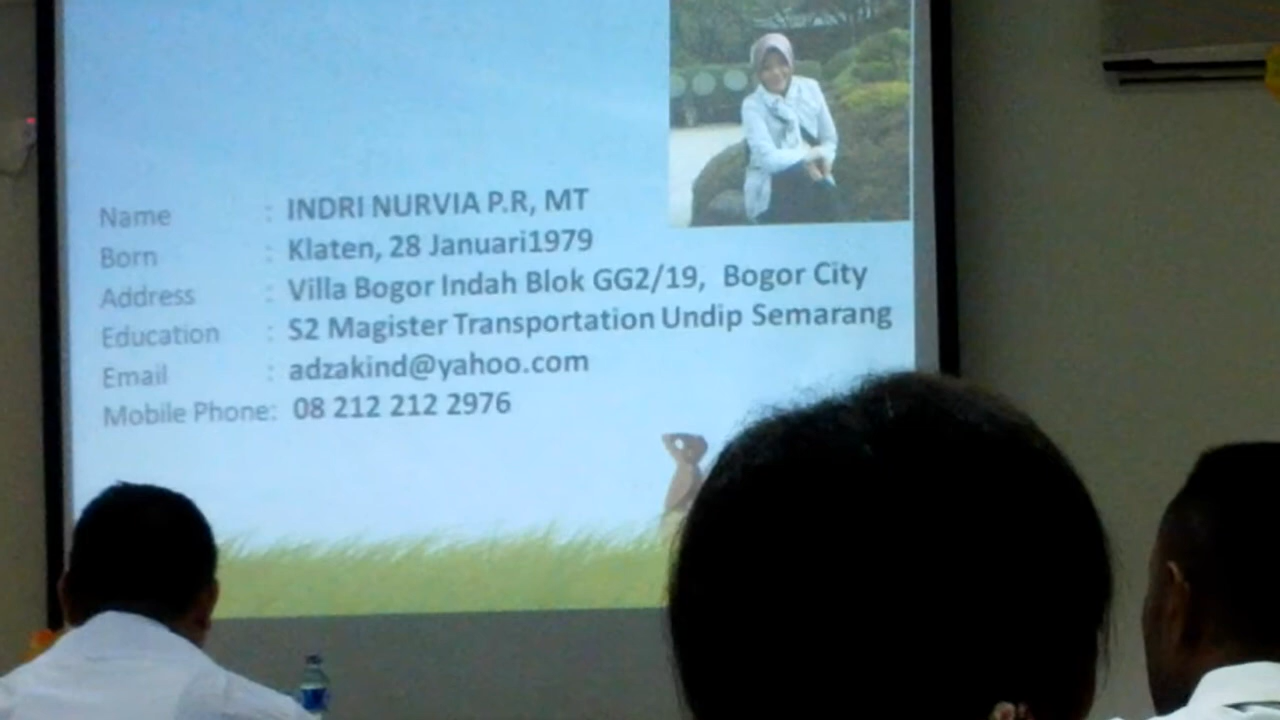 Name : INDRI NURVIA P.R, MT
Born : Klaten, 28 Januari1979
Address : Villa Bogor Indah Blok GG2/19, Bogor City
Education : S2 Magister Transportation Undip Semarang
Email : adzakind@yahoo.com
Mobile Phone: 08 212 212 2976